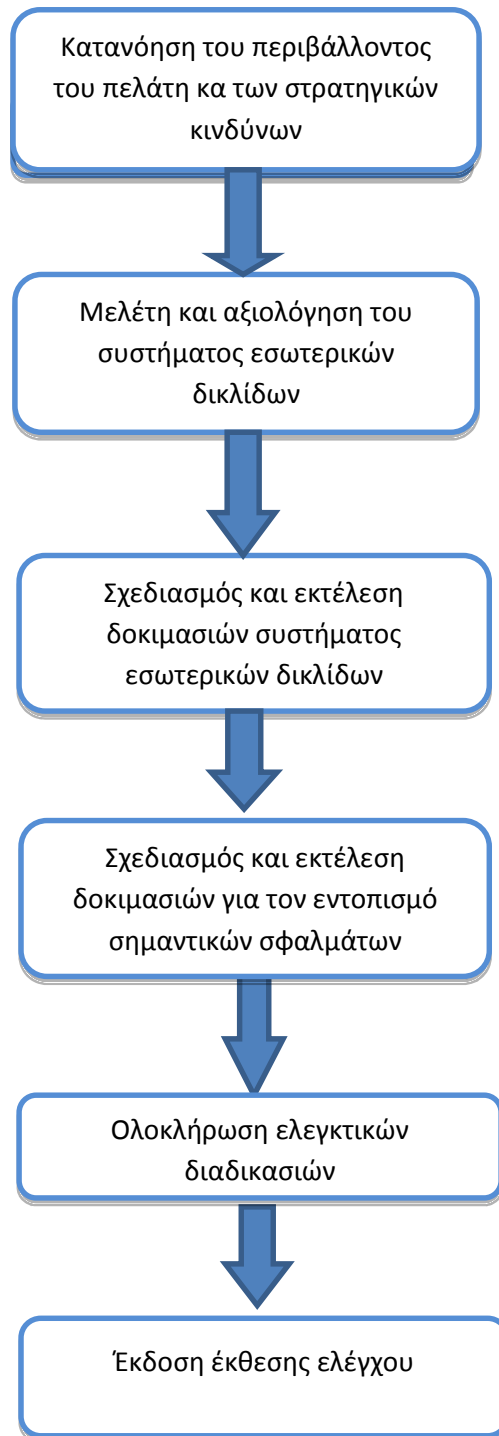 Κατανόηση του περιβάλλοντος
του πελάτη κα των στρατηγικών
κινδύνων
Μελέτη και αξιολόγηση του
συστήματος εσωτερικών
δικλίδων
Σχεδιασμός και εκτέλεση
δοκιμασιών συστήματος
εσωτερικών δικλίδων
Σχεδιασμός και εκτέλεση
δοκιμασιών για τον εντοπισμό
σημαντικών σφαλμάτων
Ολοκλήρωση ελεγκτικών
διαδικασιών
Έκδοση έκθεσης ελέγχου